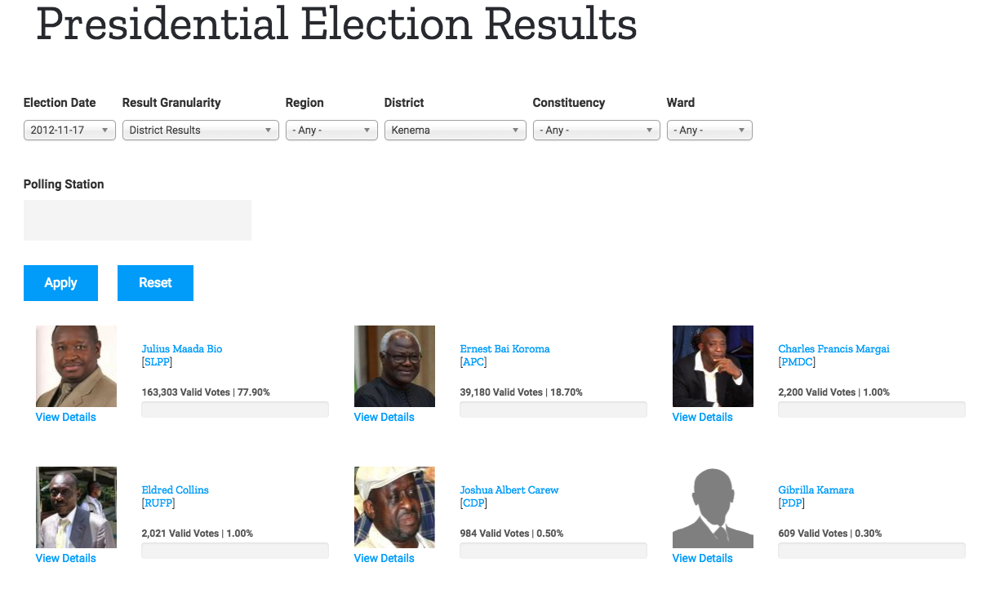 Presidential Election Results
Election Date Result Granularity Region District Constituency Ward
2012-11-17 District Results - Any - Kenema - Any - - Any -
Polling Station
Apply Reset
Julius Maada Bio
[SLPP]
163,303 Valid Votes | 77.90%
View Details
Ernest Bai Koroma
[APC]
39,180 Valid Votes | 18.70%
View Details
Charles Francis Margai
[PMDC]
2,200 Valid Votes | 1.00%
View Details
Eldred Collins
[RUFP]
2,021 Valid Votes | 1.00%
View Details
Joshua Albert Carew
[CDP]
984 Valid Votes | 0.50%
View Details
Gibrilla Kamara
[PDP]
609 Valid Votes | 0.30%
View Details